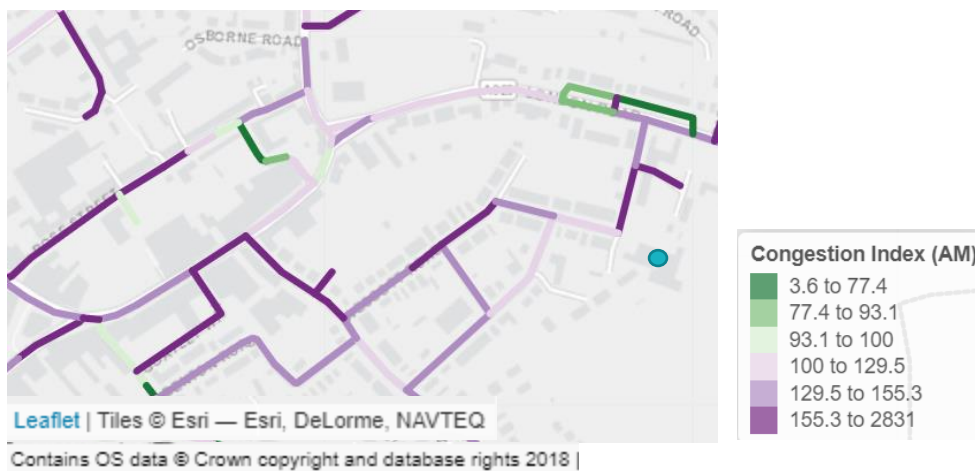 OSBORNE ROAD
ROAD
Congestion Index (AM)
3.6 to 77.4
77.4 to 93.1
93.1 to 100
100 to 129.5
129.5 to 155.3
155.3 to 2831
Leaflet | Tiles © Esri — Esri, DeLorme, NAVTEQ
Contains OS data © Crown copyright and database rights 2018 |